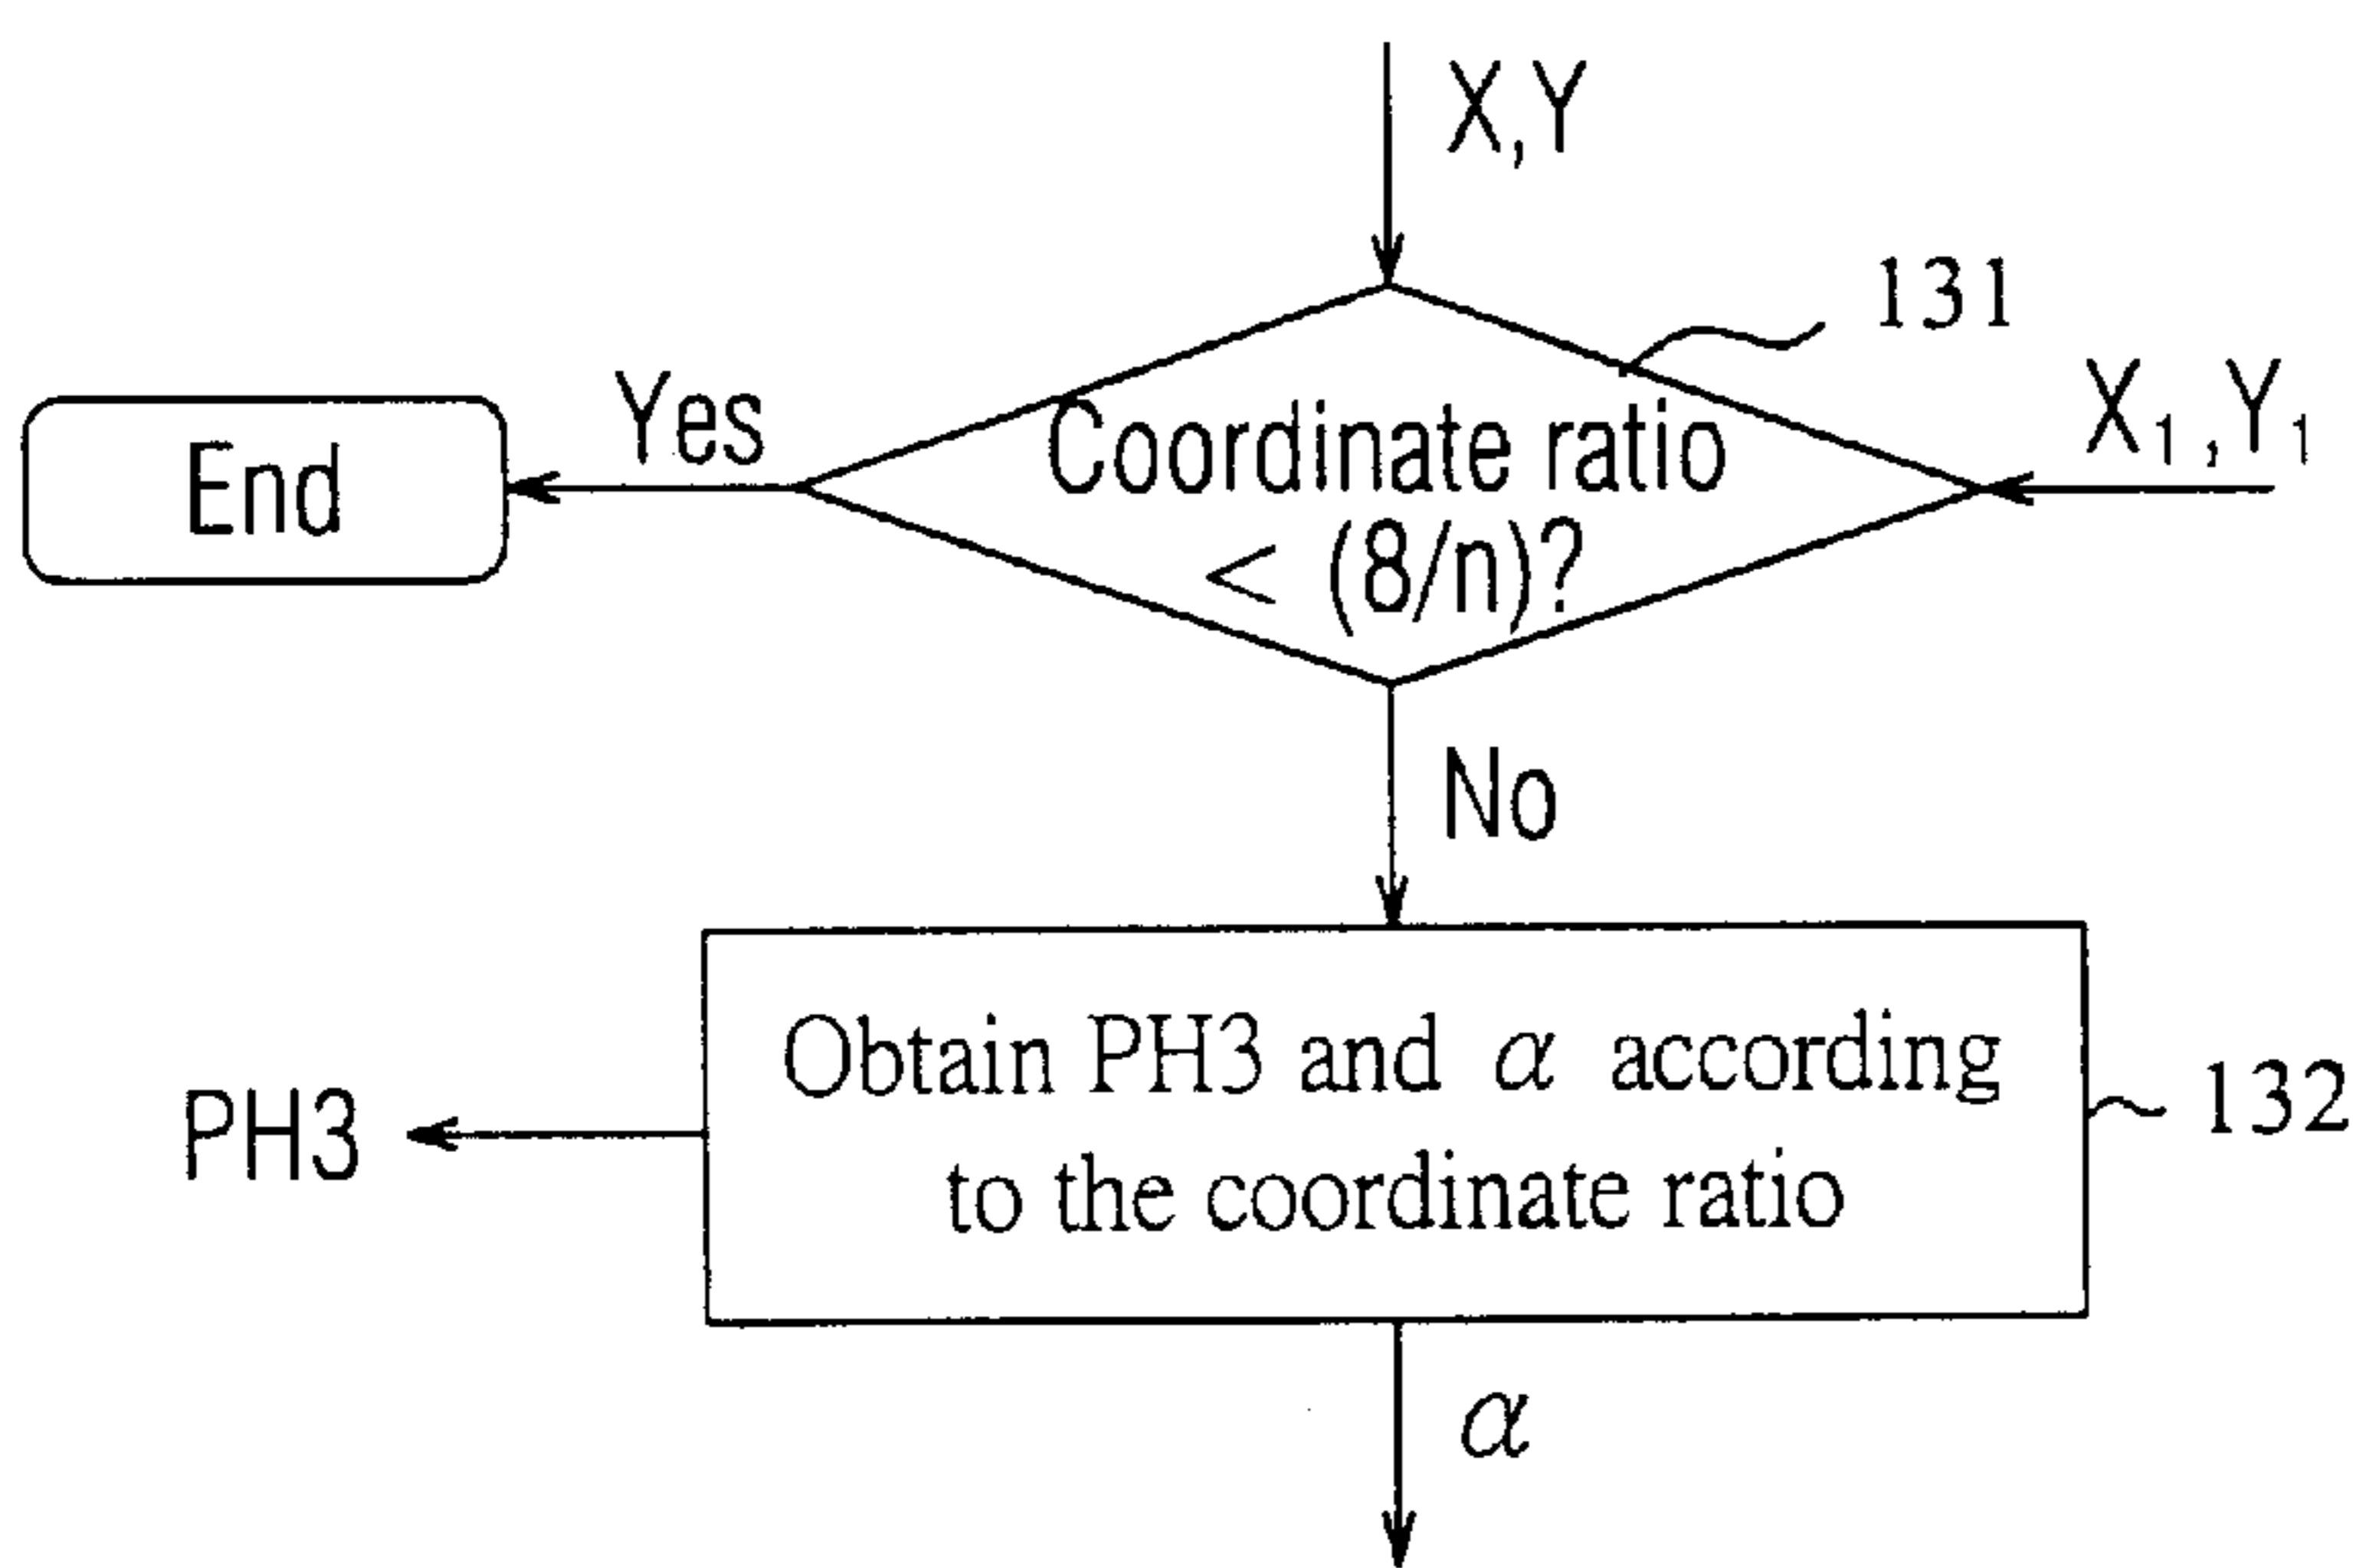 X,Y
131
X₁,Y₁
Yes
End
Coordinate ratio
< (8/n)?
No
Obtain PH3 and α according
to the coordinate ratio
132
PH3
α